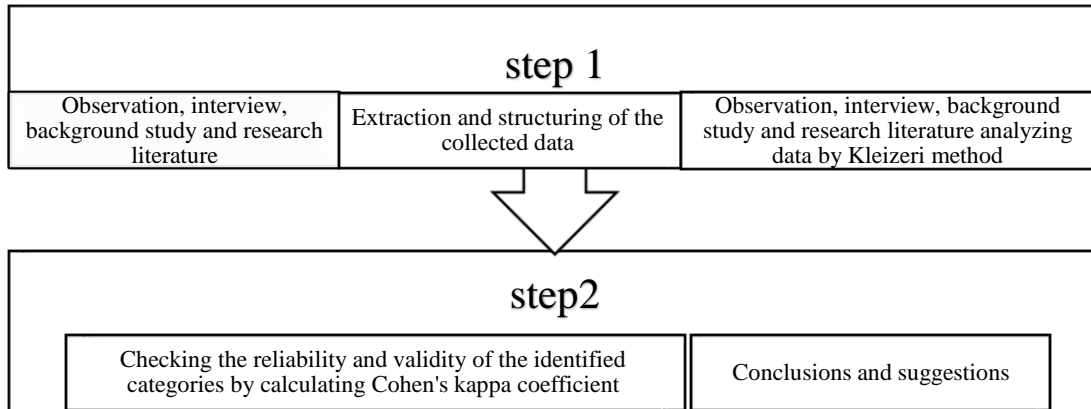 step 1
Observation, interview,
background study and research
literature
Extraction and structuring of the
collected data
Observation, interview, background
study and research literature analyzing
data by Kleizeri method
step2
Checking the reliability and validity of the identified
categories by calculating Cohen's kappa coefficient
Conclusions and suggestions